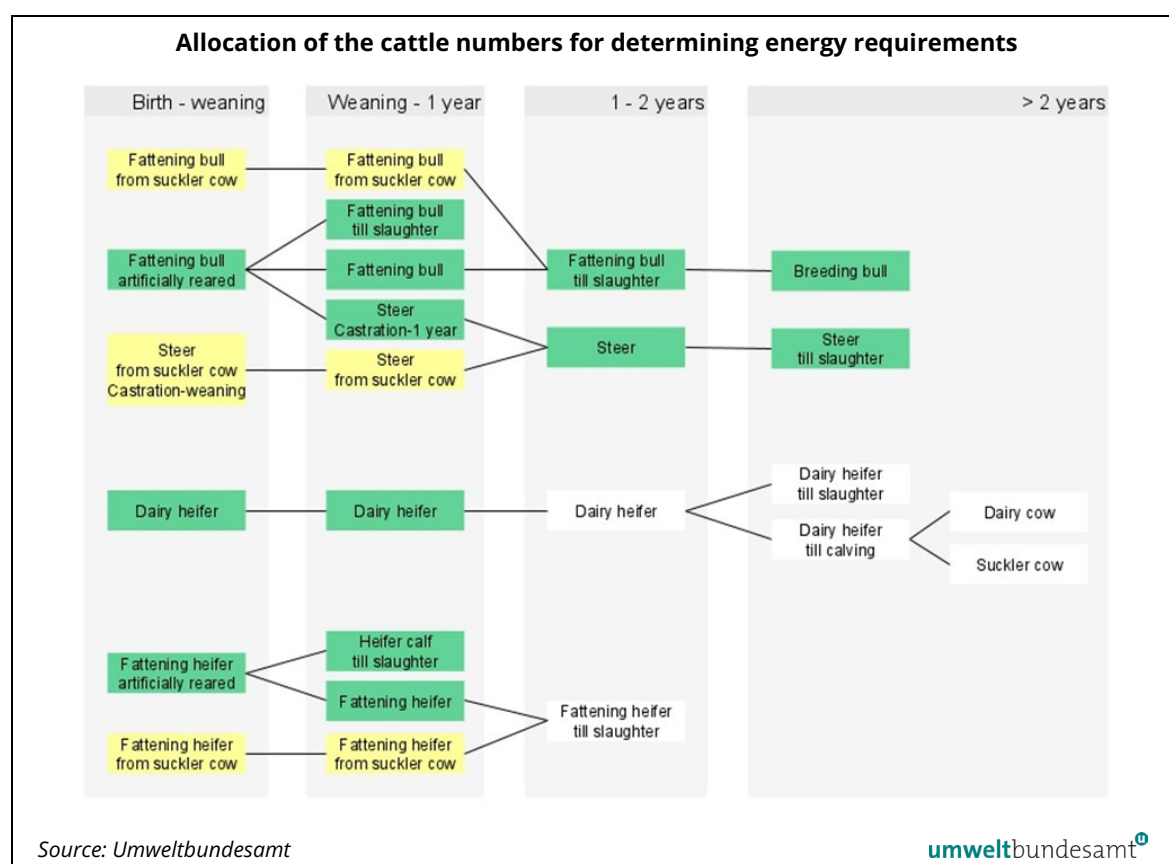 Allocation of the cattle numbers for determining energy requirements
Birth - weaning
Weaning - 1 year
1 - 2 years
> 2 years
Fattening bull
from suckler cow
Fattening bull
from suckler cow
Fattening bull
till slaughter
Fattening bull
artificially reared
Fattening bull
Fattening bull
till slaughter
Breeding bull
Steer
Castration-1 year
Steer
Steer
till slaughter
Steer
from suckler cow
Castration-weaning
Steer
from suckler cow
Dairy heifer
Dairy heifer
Dairy heifer
Dairy heifer
till slaughter
Dairy heifer
till calving
Dairy cow
Suckler cow
Fattening heifer
artificially reared
Heifer calf
till slaughter
Fattening heifer
Fattening heifer
till slaughter
Fattening heifer
from suckler cow
Fattening heifer
from suckler cow
Source: Umweltbundesamt
umweltbundesamt
u